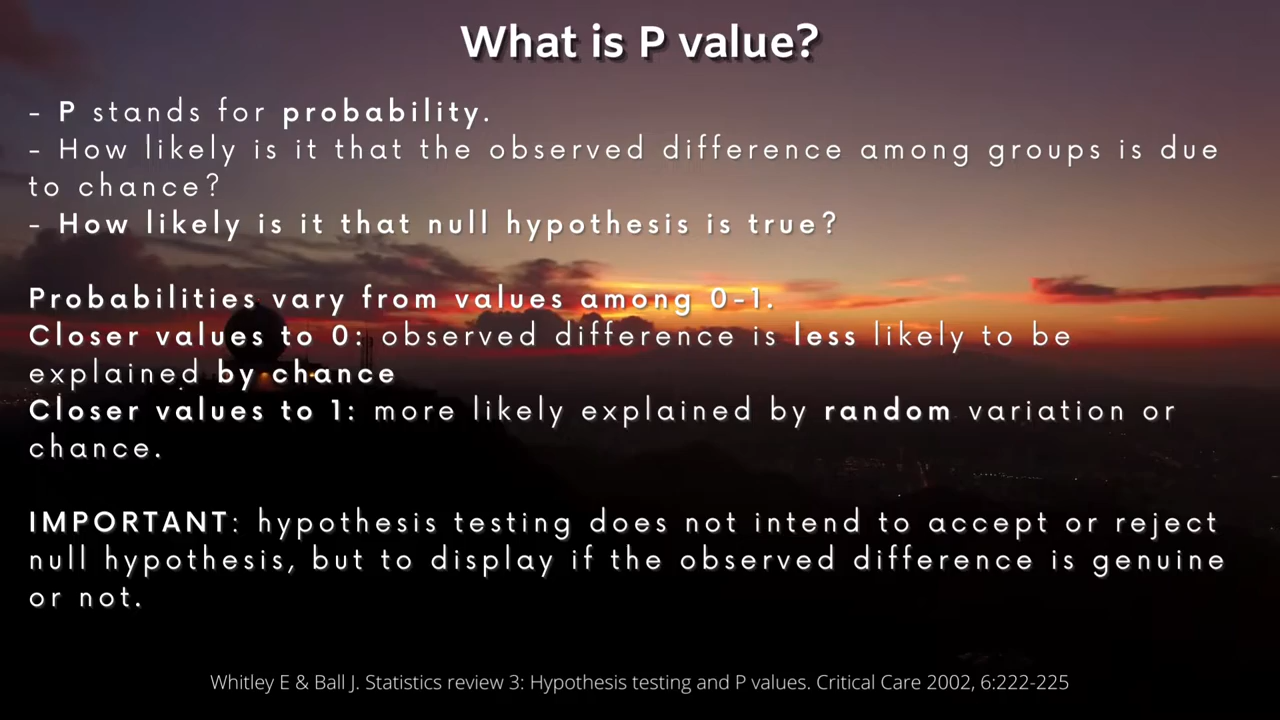 What is P value?
- P stands for probability.
- How likely is it that the observed difference among groups is due
to chance?
- How likely is it that null hypothesis is true?
Probabilities vary from values among 0-1.
Closer values to 0: observed difference is less likely to be
explained by chance
Closer values to 1: more likely explained by random variation or
chance.
IMPORTANT: hypothesis testing does not intend to accept or reject
null hypothesis, but to display if the observed difference is genuine
or not.
Whitley E & Ball J. Statistics review 3: Hypothesis testing and P values. Critical Care 2002, 6:222-225